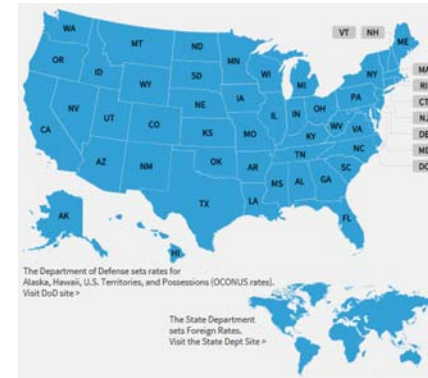 WA
MT
ND
MN
VT
NH
ME
OR
ID
SD
WI
MI
NY
WY
MA
RI
NV
NE
IA
PA
CT
UT
CO
IL
IN
OH
NJ
CA
KS
MO
WV
VA
DE
KY
MD
AZ
NM
OK
AR
TN
NC
DC
SC
MS
AL
GA
TX
LA
AK
FL
HI
The Department of Defense sets rates for
Alaska, Hawaii, U.S. Territories, and Possessions (OCONUS rates).
Visit DoD site >
The State Department
sets Foreign Rates.
Visit the State Dept Site >